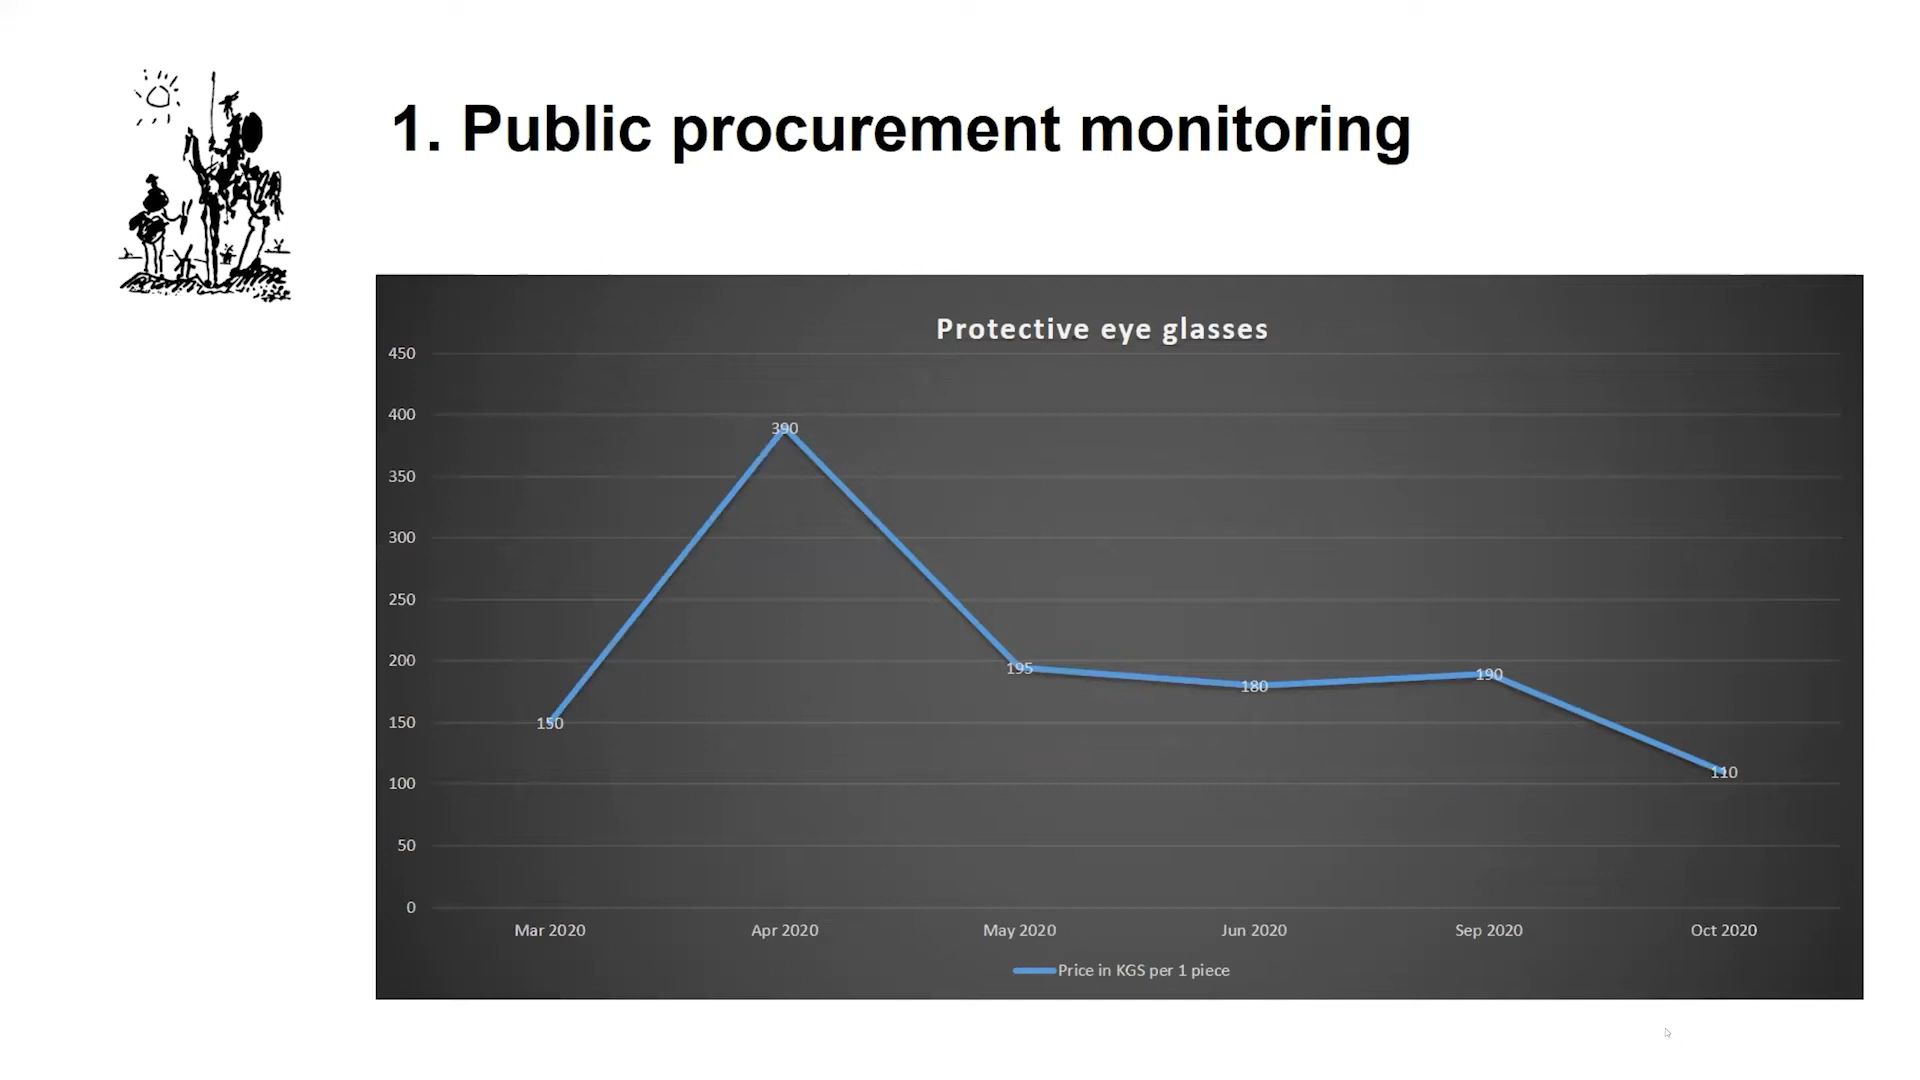 1. Public procurement monitoring
Protective eye glasses
450
400
350
300
250
200
150
100
50
0
150
390
195
180
190
110
Mar 2020
Apr 2020
May 2020
Jun 2020
Sep 2020
Oct 2020
Price in KGS per 1 piece